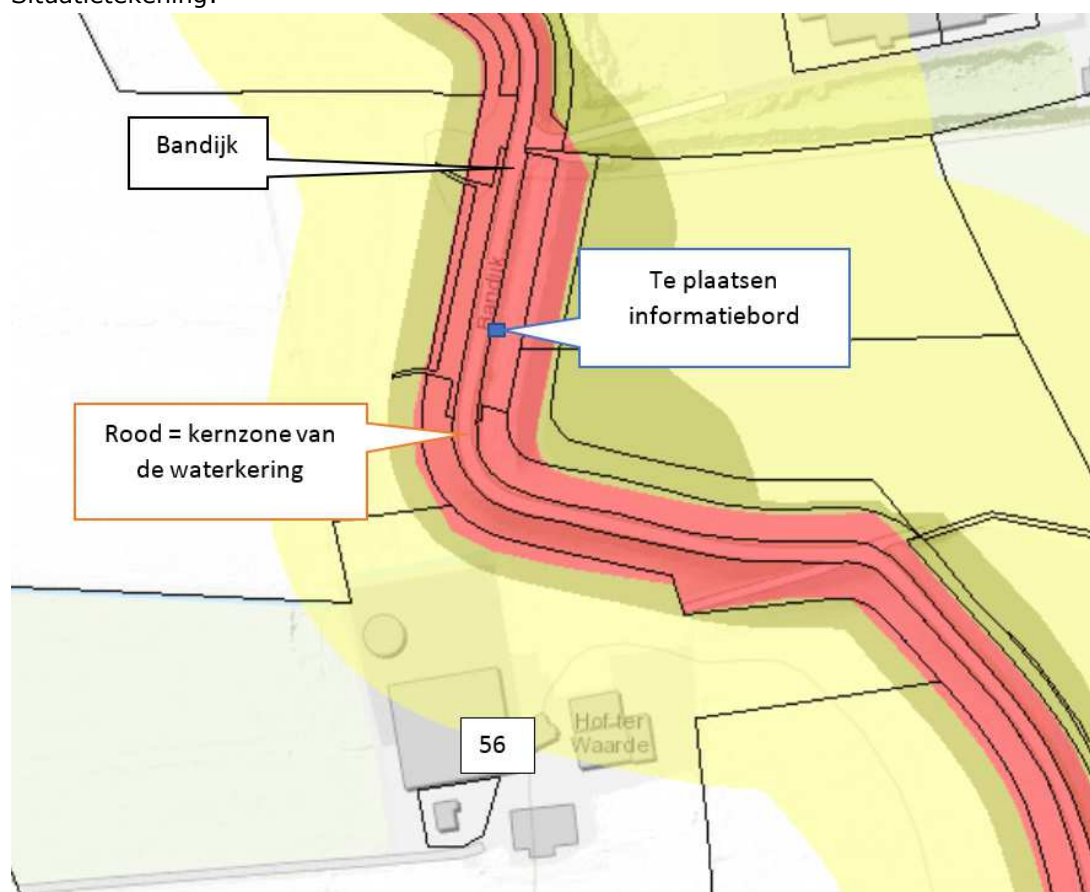 Situatietekening:
Bandijk
Te plaatsen
informatiebord
Bandijk
Rood = kernzone van
de waterkering
56
Hof ter
Waarde